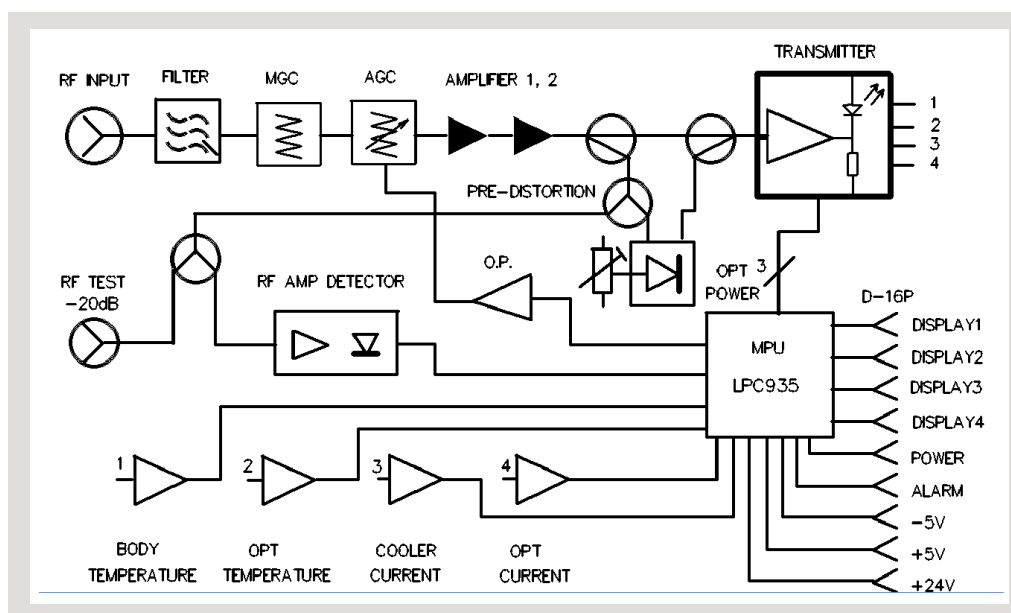 TRANSMITTER
RF INPUT
FILTER
MGC
AGC
AMPLIFIER 1, 2
1
2
3
4
PRE-DISTORTION
RF TEST
-20dB
RF AMP DETECTOR
O.P.
OPT 3
POWER
D-16P
MPU
LPC935
DISPLAY1
DISPLAY2
DISPLAY3
DISPLAY4
POWER
ALARM
-5V
+5V
+24V
1
2
3
4
BODY
TEMPERATURE
OPT
TEMPERATURE
COOLER
CURRENT
OPT
CURRENT